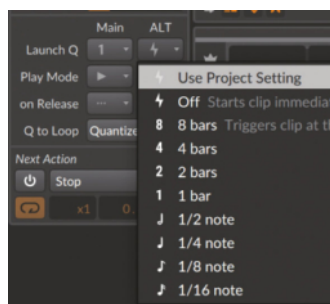 Main ALT
Launch Q 1
Play Mode
on Release ...
Q to Loop Quantize
Next Action
Stop
x1 0.
Use Project Setting
Off Starts clip immedia
8 8 bars Triggers clip at th
4 4 bars
2 2 bars
1 1 bar
1/2 note
1/4 note
1/8 note
1/16 note